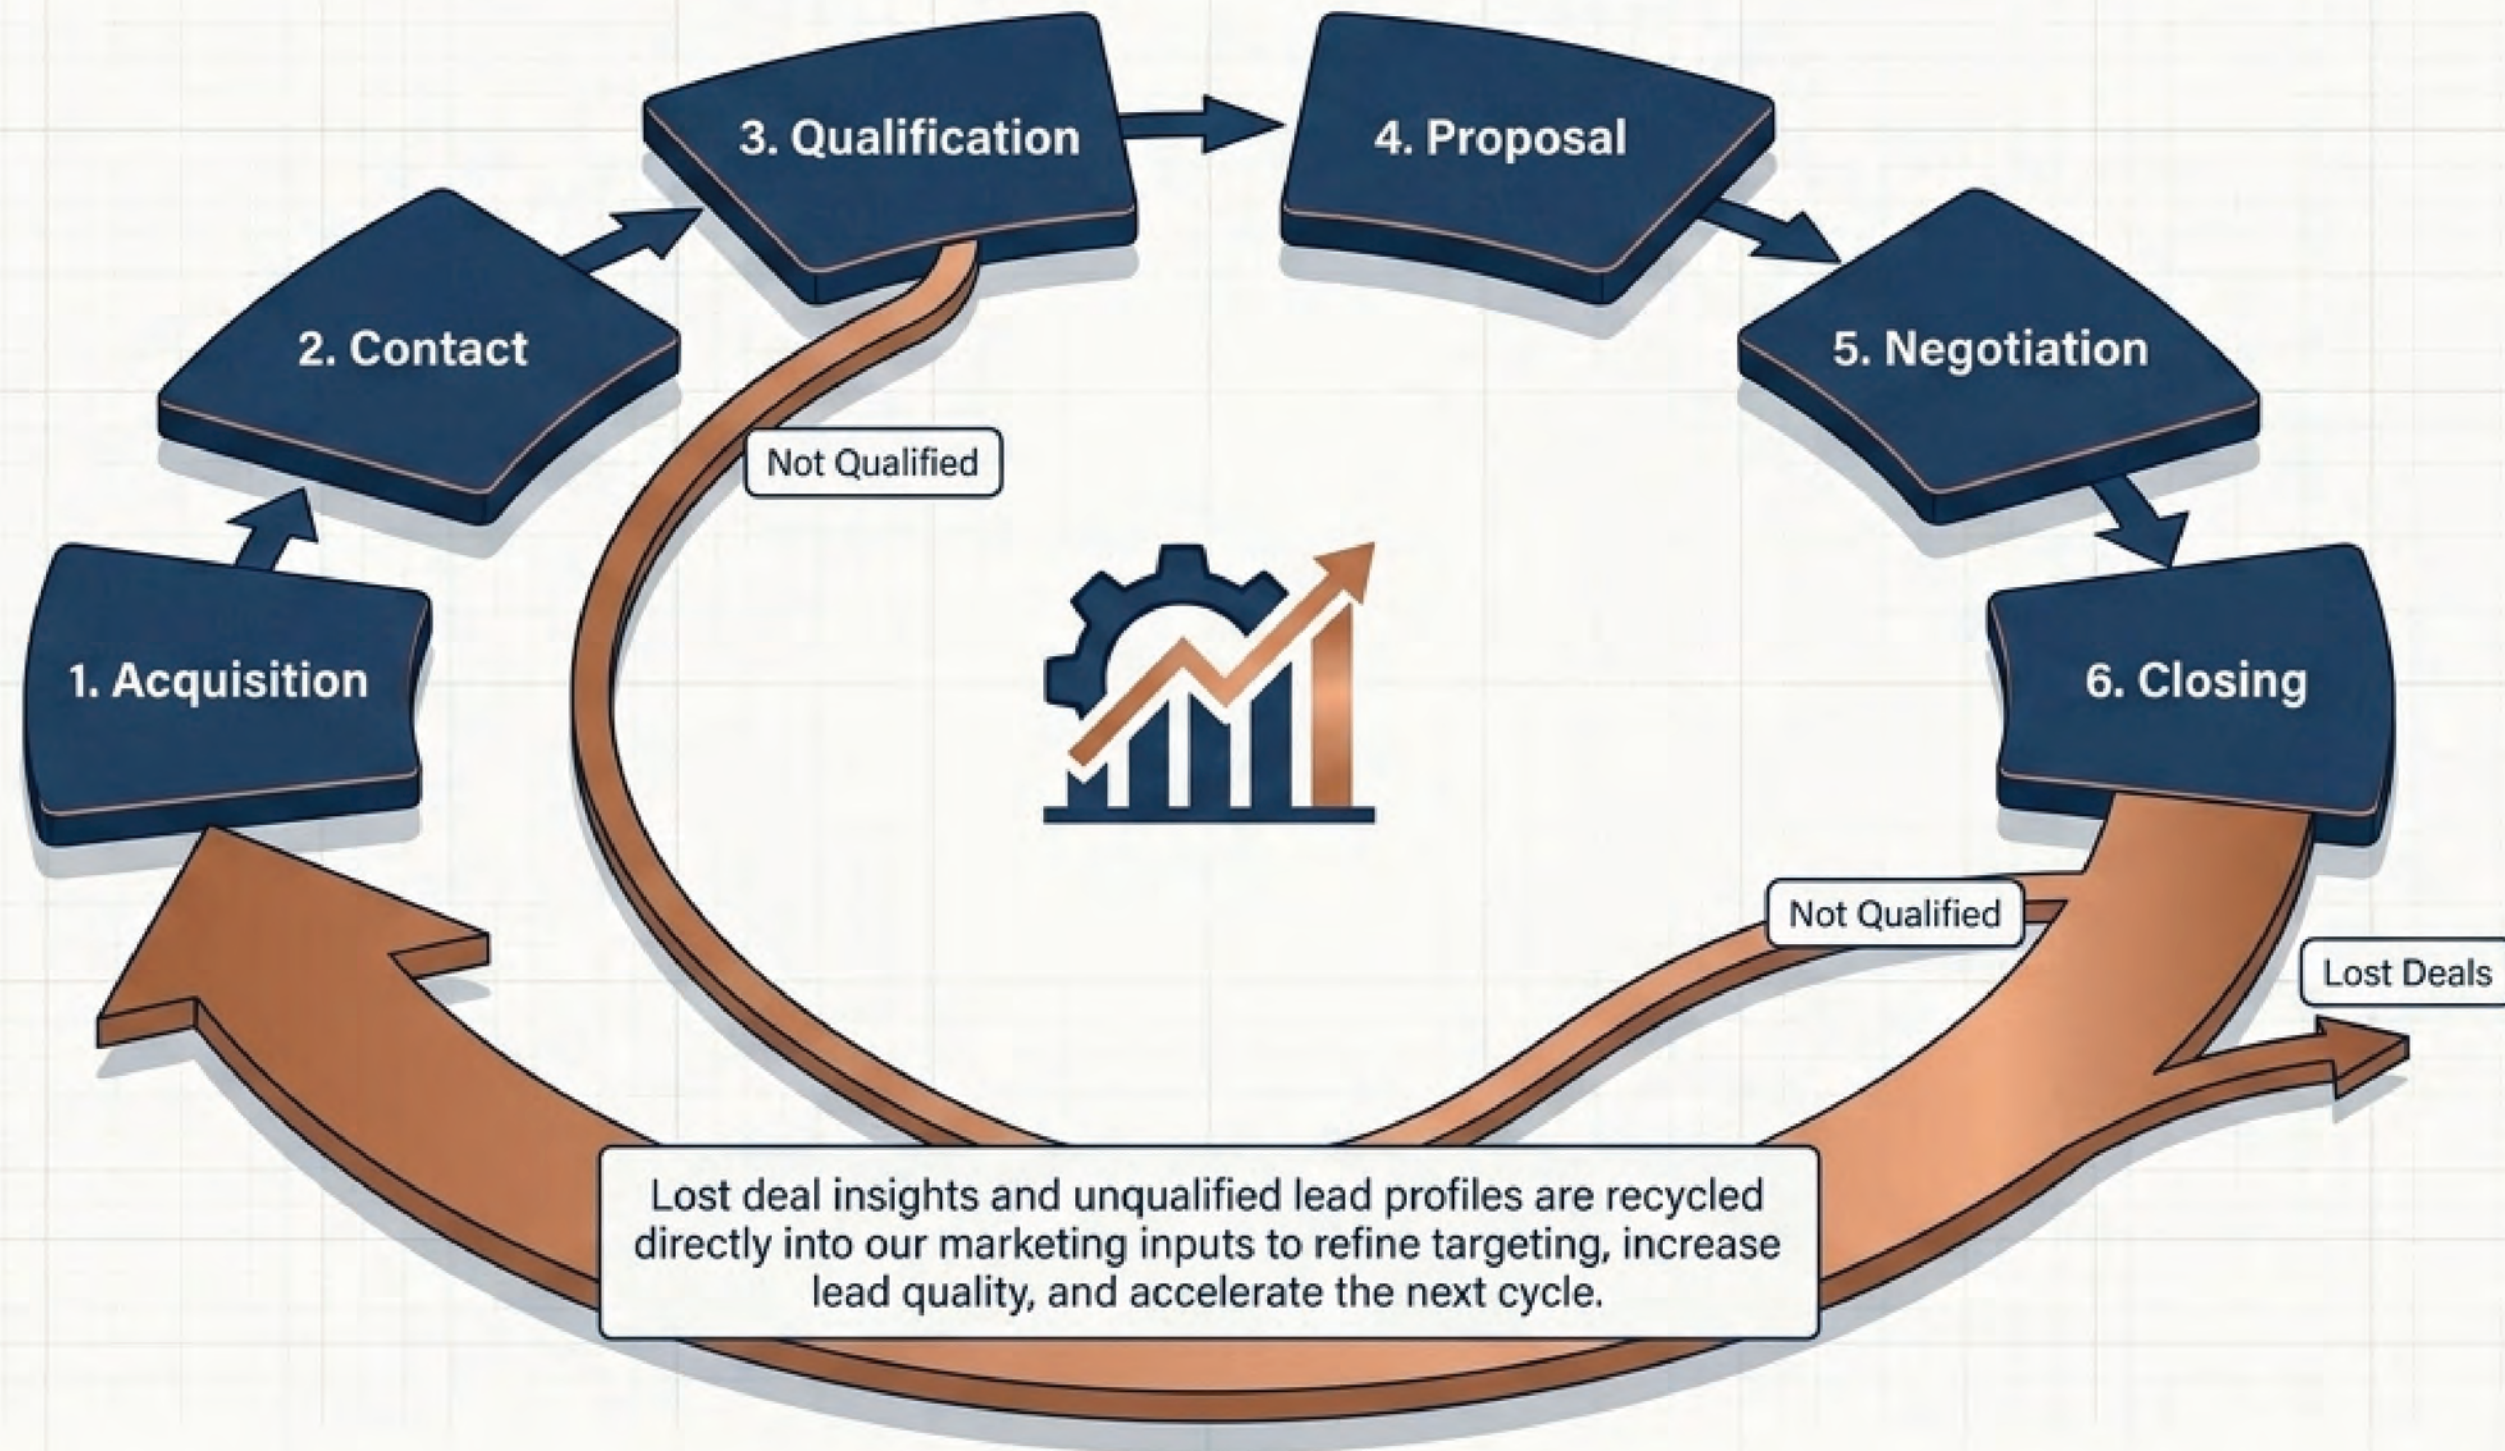 1. Acquisition
2. Contact
3. Qualification
4. Proposal
5. Negotiation
6. Closing
Not Qualified
Not Qualified
Lost Deals
Lost deal insights and unqualified lead profiles are recycled
directly into our marketing inputs to refine targeting, increase
lead quality, and accelerate the next cycle.